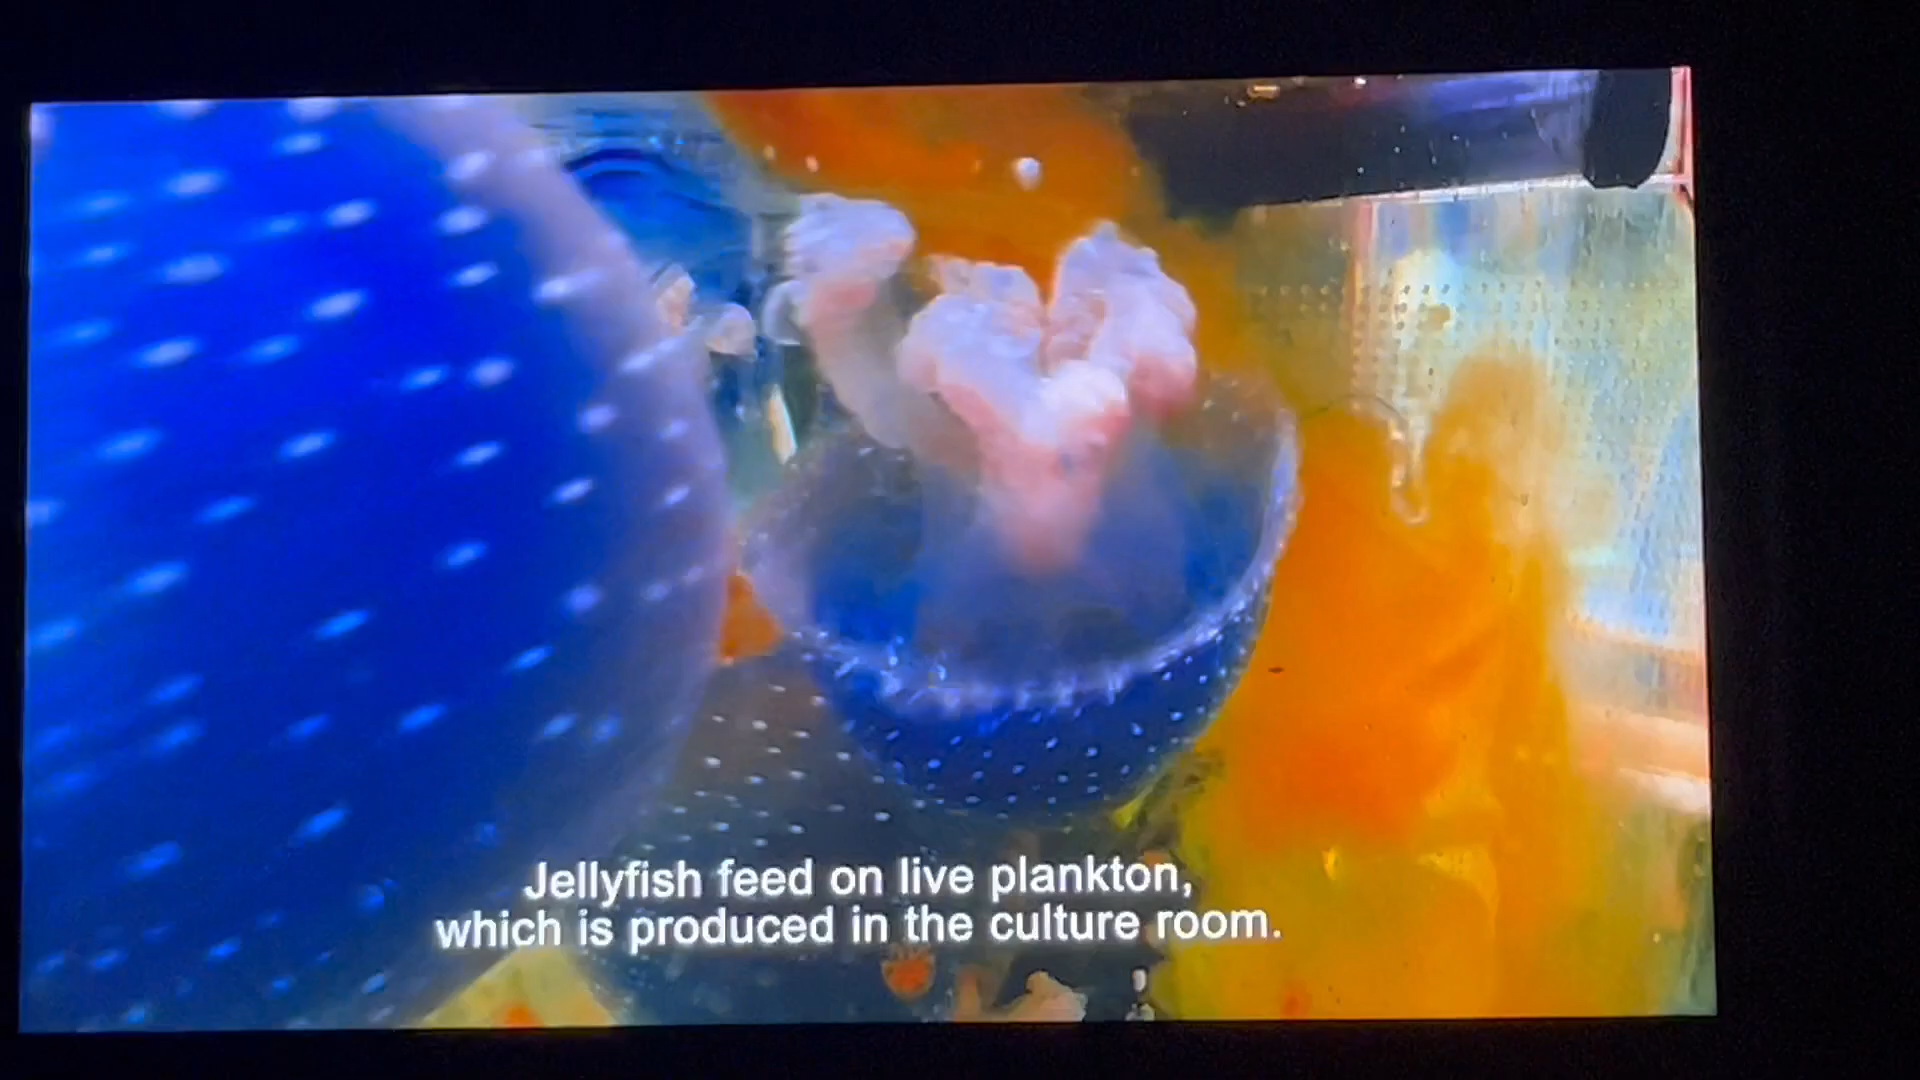 Jellyfish feed on live plankton,
which is produced in the culture room.